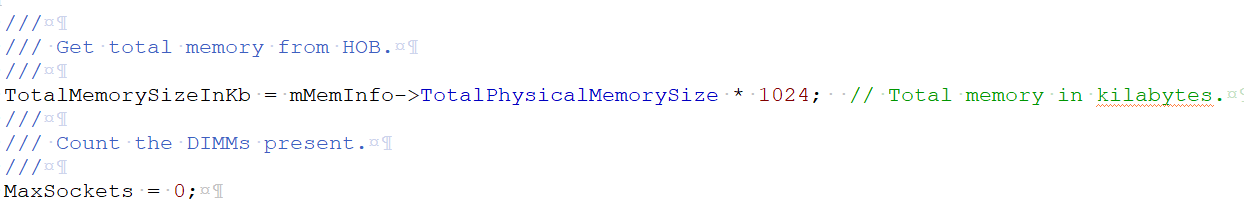 ///
/// Get total memory from HOB.
///
TotalMemorySizeInKb = mMemInfo->TotalPhysicalMemorySize * 1024;  // Total memory in kilabytes.
///
/// Count the DIMMs present.
///
MaxSockets = 0;